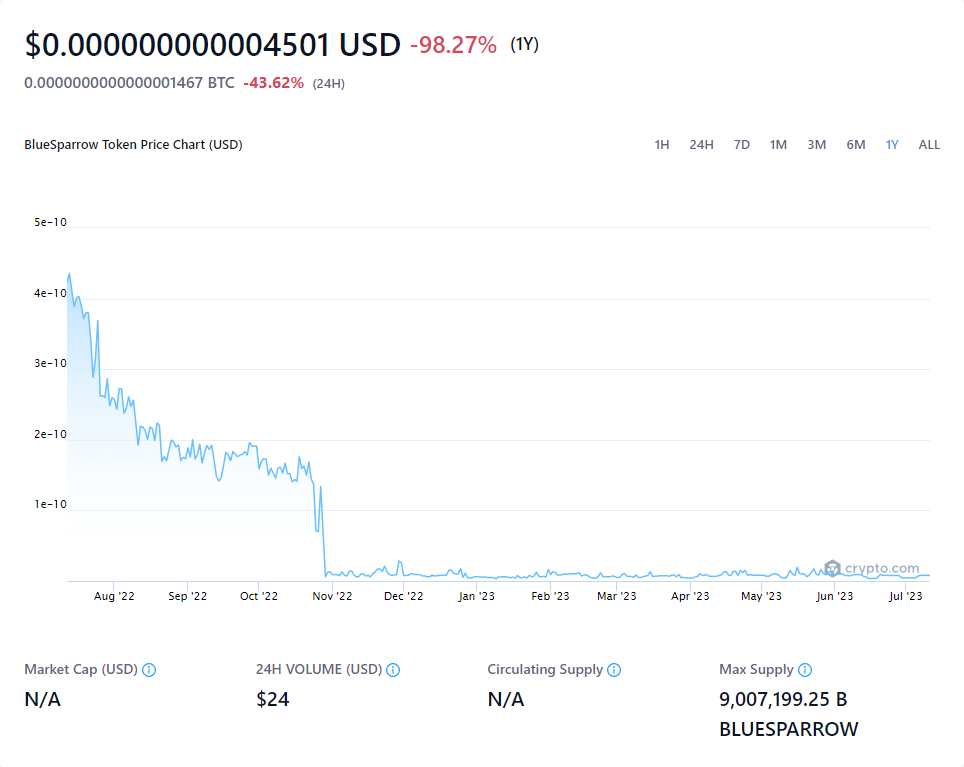 $0.000000000004501 USD -98.27% (1Y)
0.0000000000000001467 BTC -43.62% (24H)
BlueSparrow Token Price Chart (USD) 1H 24H 7D 1M 3M 6M 1Y ALL
5e-10
4e-10
3e-10
2e-10
1e-10
crypto.com
Aug '22 Sep '22 Oct '22 Nov '22 Dec '22 Jan '23 Feb '23 Mar '23 Apr '23 May '23 Jun '23 Jul '23
Market Cap (USD) 24H VOLUME (USD) Circulating Supply Max Supply
N/A $24 N/A 9,007,199.25 B
BLUESPARROW